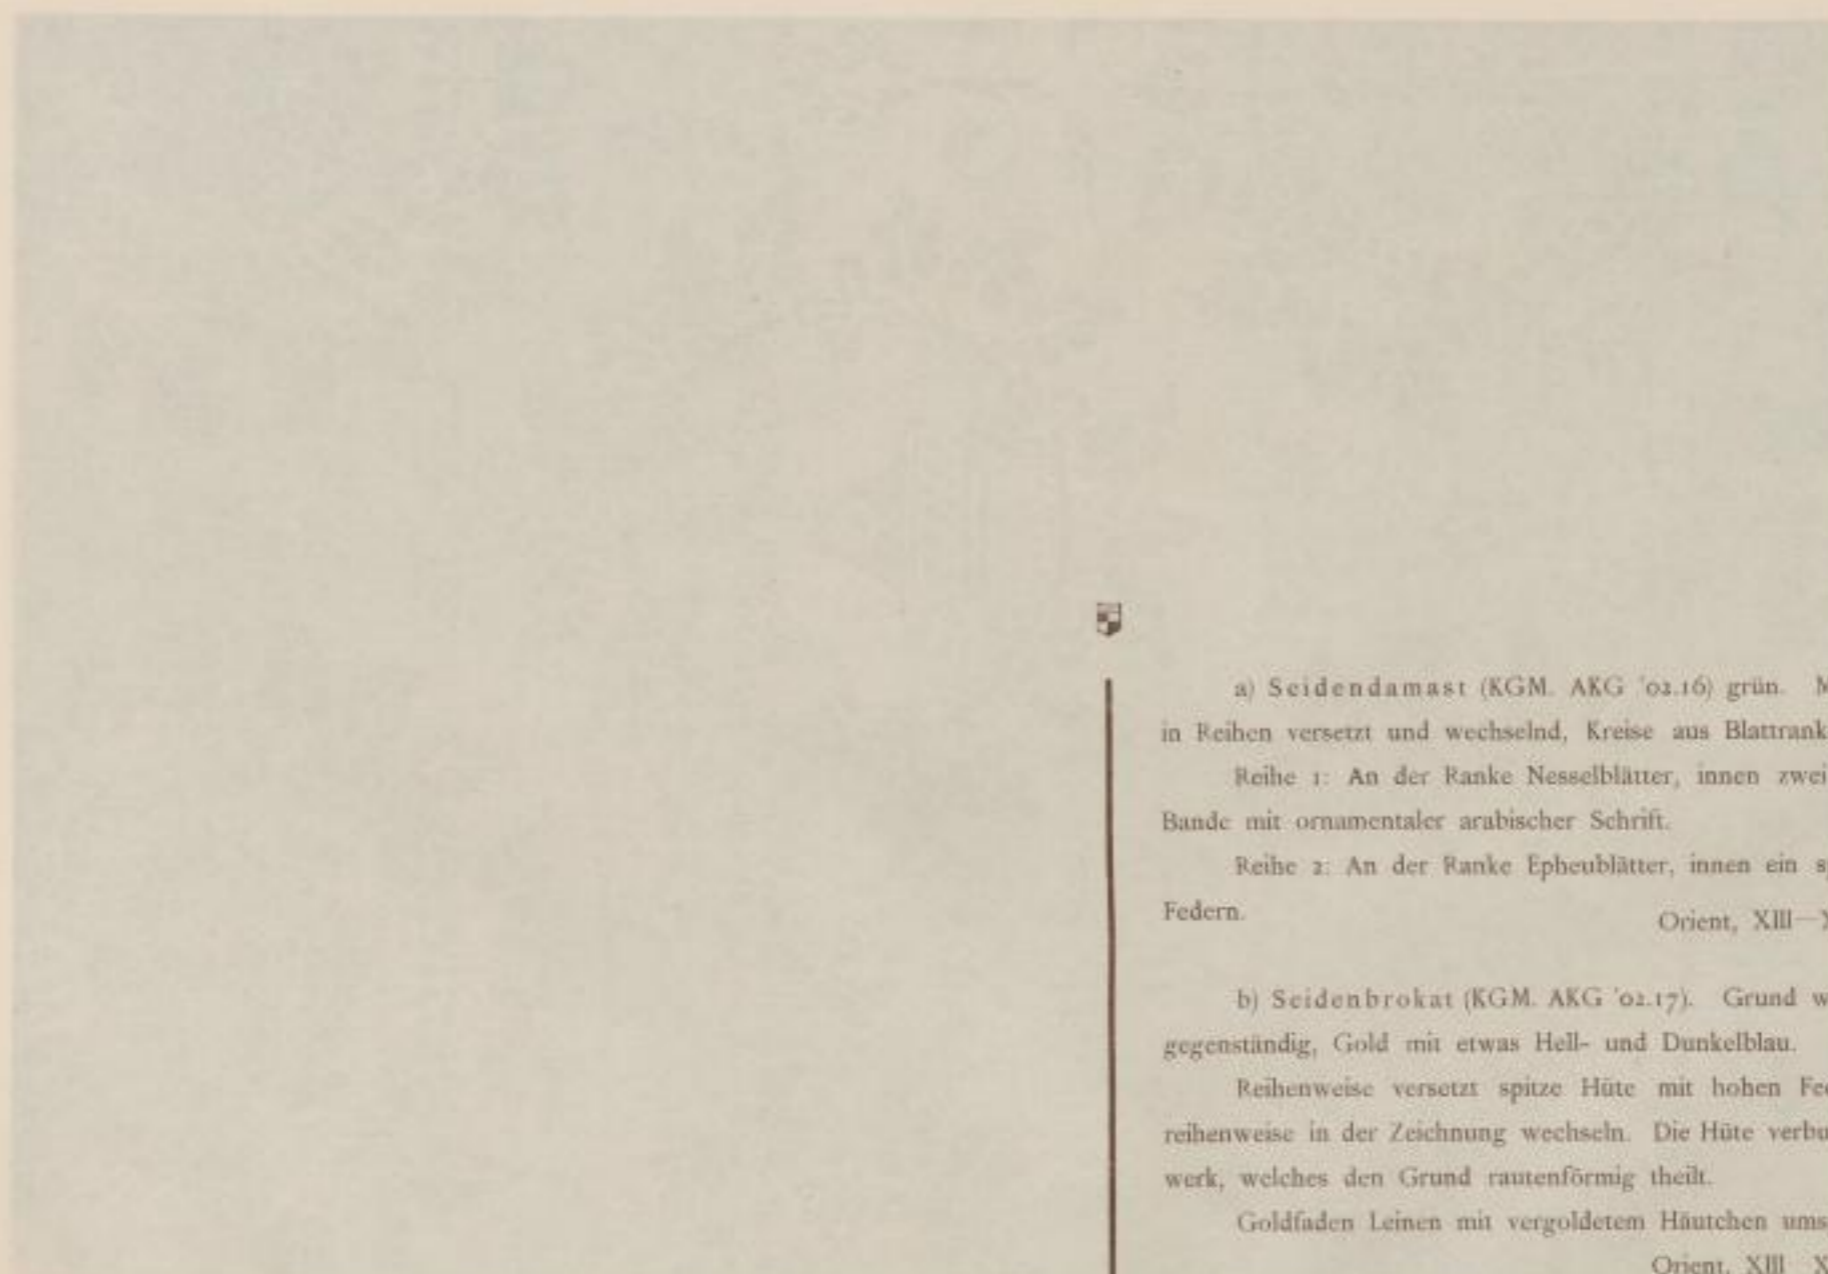 a) Seidendamast (KGM. AKG '02.16) grün.
in Reihen versetzt und wechselnd, Kreise aus
Reihe 1: An der Ranke Nesselblätter, innen zwei
Bande mit ornamentaler arabischer Schrift.
Reihe 2: An der Ranke Epheublätter, innen ein
Federn.
Orient, XIII—
b) Seidenbrokat (KGM. AKG '02.17). Grund
gegenständig, Gold mit etwas Hell- und Dunkelblau.
Reihenweise versetzt spitze Hüte mit hohen
reihenweise in der Zeichnung wechseln. Die Hüte
werk, welches den Grund rautenförmig theilt.
Goldfaden Leinen mit vergoldetem Häutchen
Orient, XIII